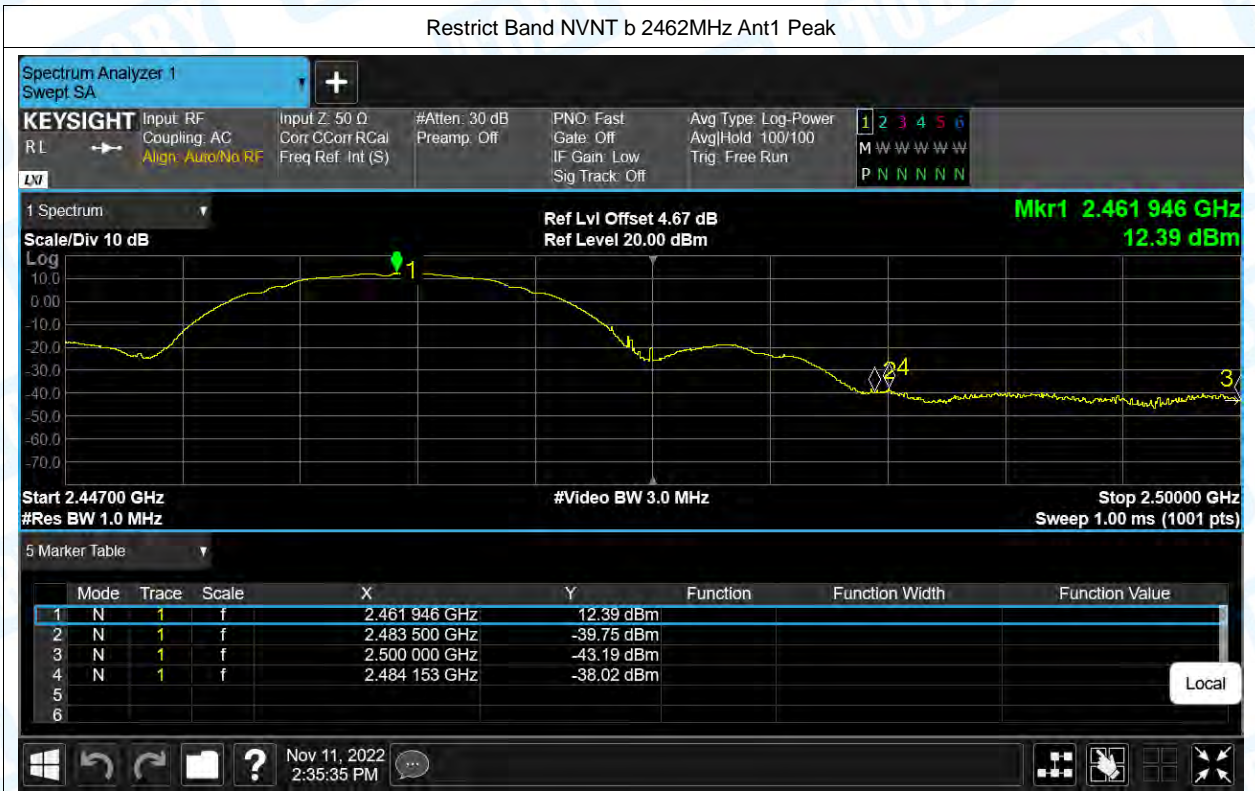 Restrict Band NVNT b 2462MHz Ant1 Peak
Spectrum Analyzer 1
Swept SA
+
KEYSIGHT
RL
LXI
Input: RF
Coupling: AC
Align: Auto/No RF
Input Z: 50 Ω
Corr CCorr RCal
Freq Ref: Int (S)
#Atten: 30 dB
Preamp: Off
PNO: Fast
Gate: Off
IF Gain: Low
Sig Track: Off
Avg Type: Log-Power
Avg|Hold: 100/100
Trig: Free Run
1 2 3 4 5 6
M W W W W W
P N N N N N
1 Spectrum
Scale/Div 10 dB
Ref Lvl Offset 4.67 dB
Ref Level 20.00 dBm
Mkr1 2.461 946 GHz
12.39 dBm
Log
10.0
0.00
-10.0
-20.0
-30.0
-40.0
-50.0
-60.0
-70.0
1
2
4
3
Start 2.44700 GHz
#Res BW 1.0 MHz
#Video BW 3.0 MHz
Stop 2.50000 GHz
Sweep 1.00 ms (1001 pts)
5 Marker Table
Mode Trace Scale X Y Function Function Width Function Value
1 N 1 f 2.461 946 GHz 12.39 dBm
2 N 1 f 2.483 500 GHz -39.75 dBm
3 N 1 f 2.500 000 GHz -43.19 dBm
4 N 1 f 2.484 153 GHz -38.02 dBm
5
6
Local
?
Nov 11, 2022
2:35:35 PM